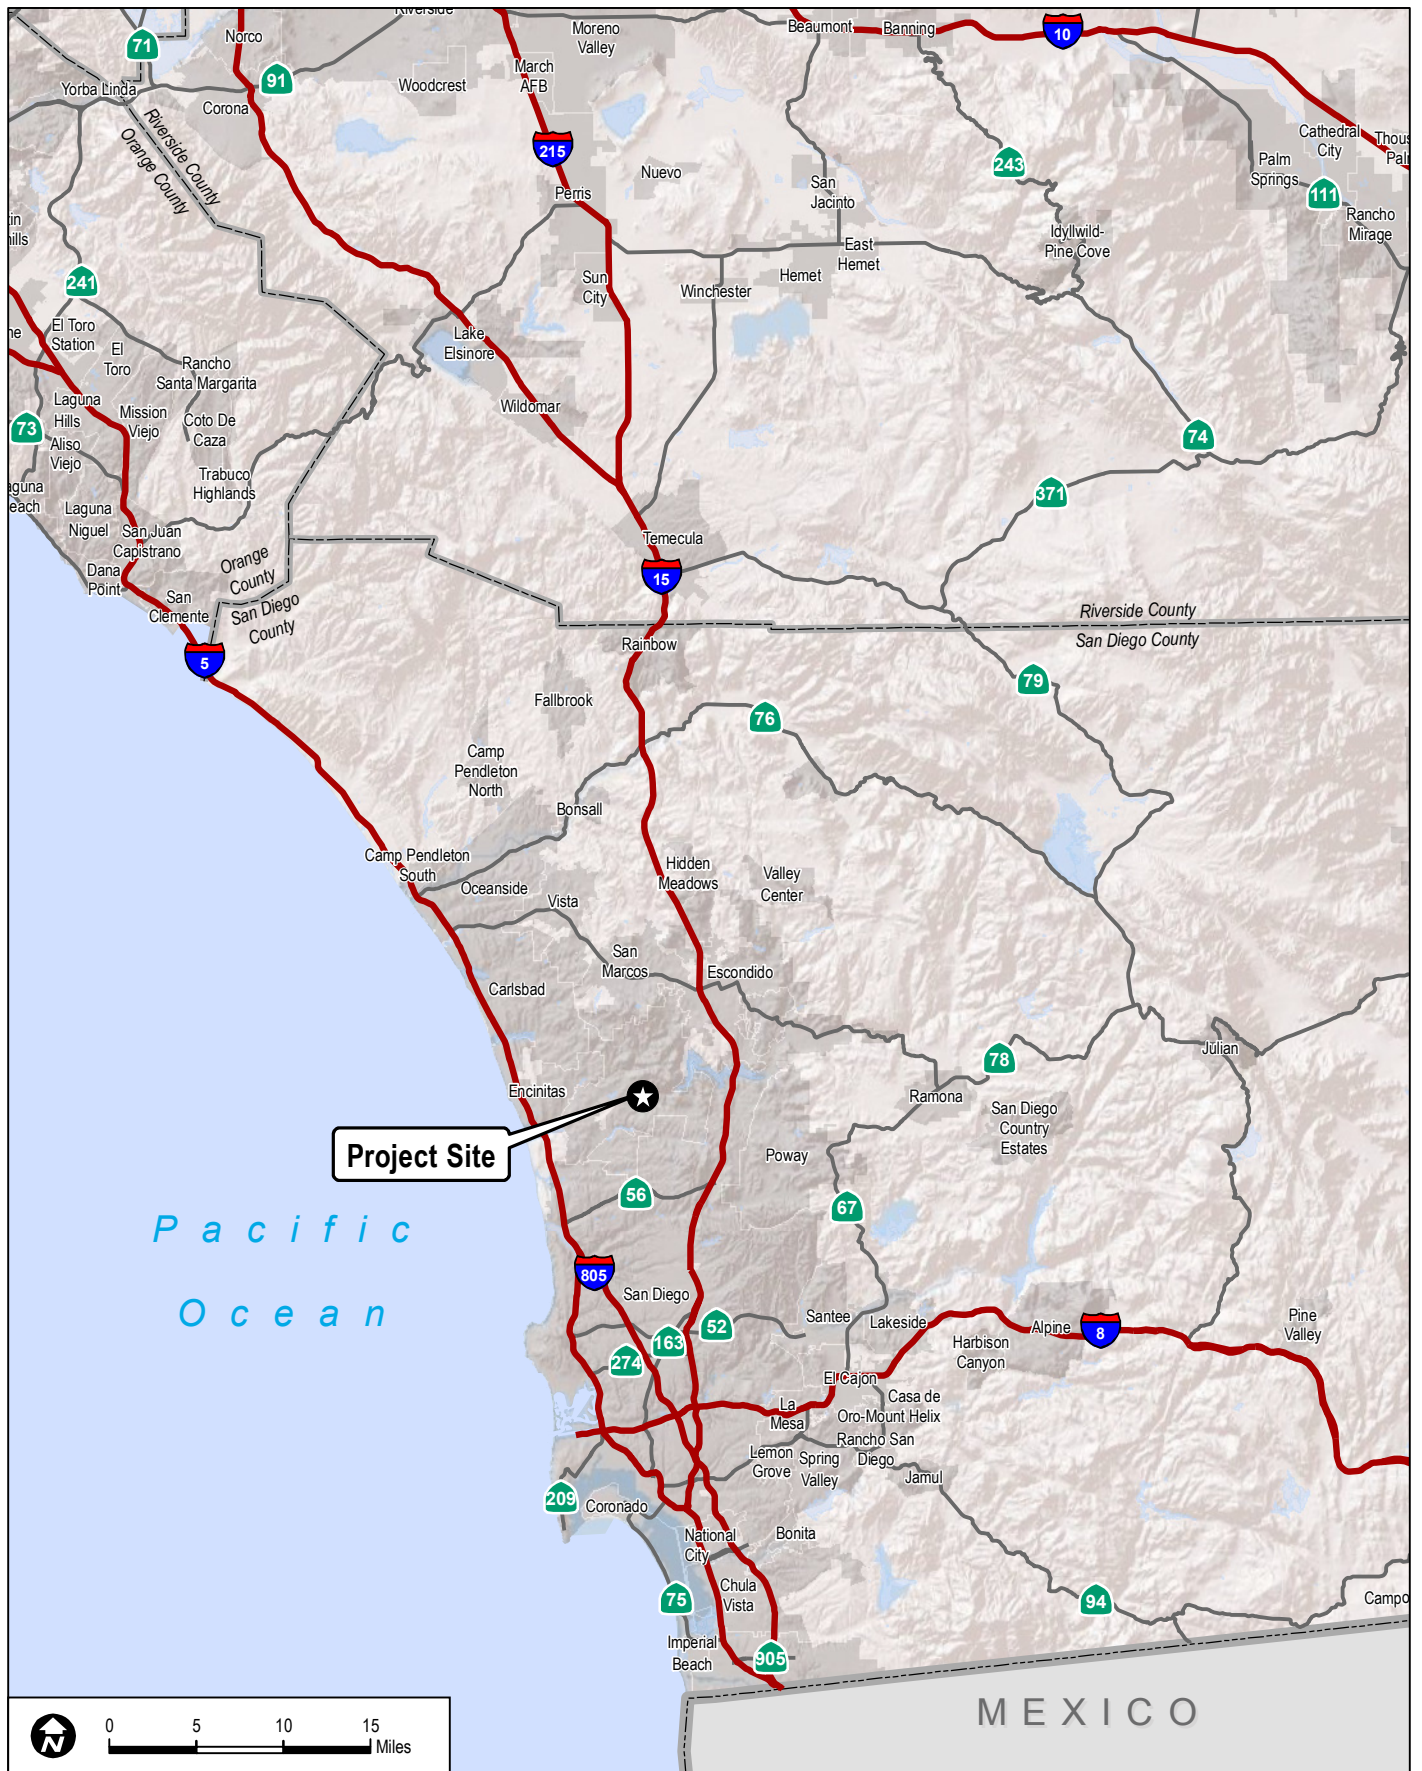 Riverside
Norco
71
91
Moreno
Valley
Beaumont
Banning
10
Yorba Linda
Corona
Woodcrest
March
AFB
215
Riverside County
Orange County
Nuevo
Perris
San
Jacinto
243
Cathedral
City
Thous
Palm
Springs
111
Rancho
Mirage
Idyllwild-
Pine Cove
East
Hemet
Hemet
Winchester
Sun
City
tin
hills
241
El Toro
Station
El
Toro
Rancho
Santa Margarita
Lake
Elsinore
Wildomar
Laguna
Hills
Mission
Viejo
Coto De
Caza
73
Aliso
Viejo
Trabuco
Highlands
74
371
aguna
each
Laguna
Niguel
San Juan
Capistrano
Dana
Point
Orange
County
San Diego
County
San
Clemente
5
Temecula
15
Riverside County
San Diego County
Rainbow
79
Fallbrook
76
Camp
Pendleton
North
Bonsall
Camp Pendleton
South
Oceanside
Vista
Hidden
Meadows
Valley
Center
San
Marcos
Escondido
Carlsbad
Julian
78
Encinitas
Ramona
San Diego
Country
Estates
Project Site
Poway
56
67
Pacific
Ocean
805
San Diego
52
163
274
Santee
Lakeside
Alpine
8
Pine
Valley
Harbison
Canyon
El Cajon
La
Mesa
Casa de
Oro-Mount Helix
Rancho San
Diego
Lemon
Grove
Spring
Valley
Jamul
209
Coronado
National
City
Bonita
Chula
Vista
75
94
Campo
Imperial
Beach
905
MEXICO
N
0 5 10 15
Miles